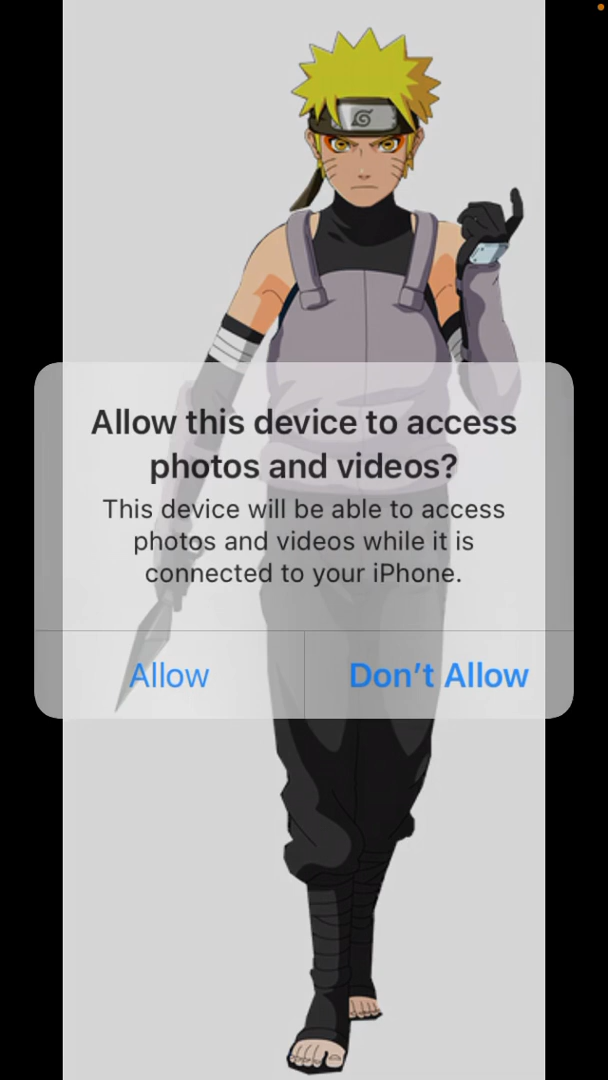 Allow this device to access
photos and videos?
This device will be able to access
photos and videos while it is
connected to your iPhone.
Allow
Don’t Allow